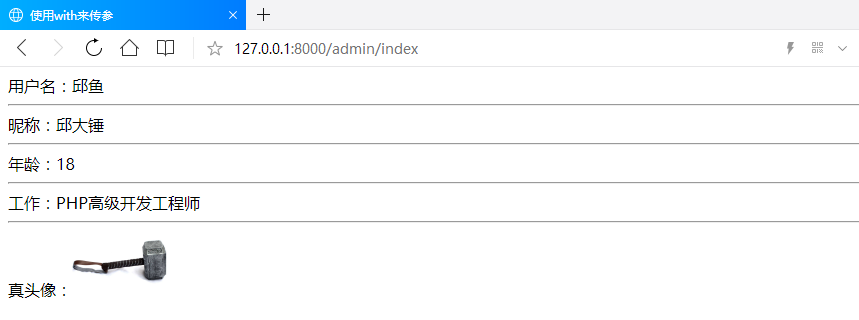 使用with来传参
127.0.0.1:8000/admin/index
用户名：邱鱼
昵称：邱大锤
年龄：18
工作：PHP高级开发工程师
真头像：